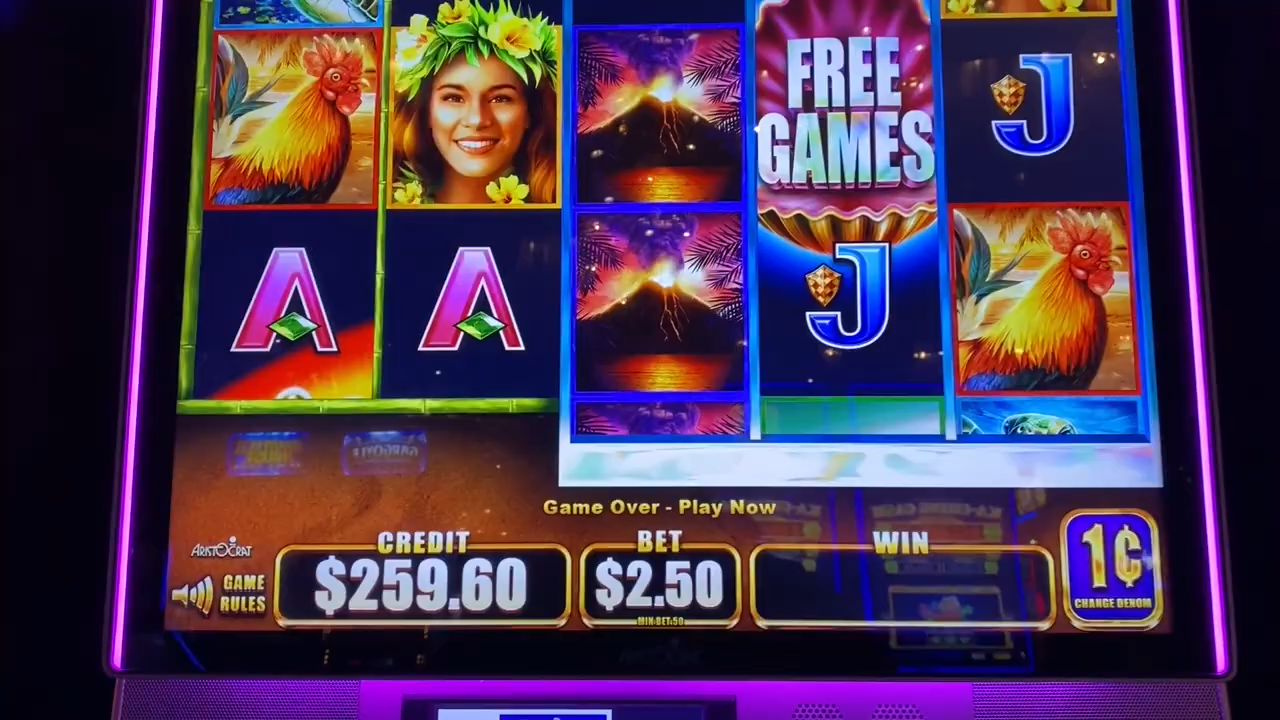 FREE
GAMES
J
A
A
J
Game Over - Play Now
ARISTOCRAT
GAME
RULES
CREDIT
$259.60
BET
$2.50
MIN BET:50
WIN
1¢
CHANGE DENOM